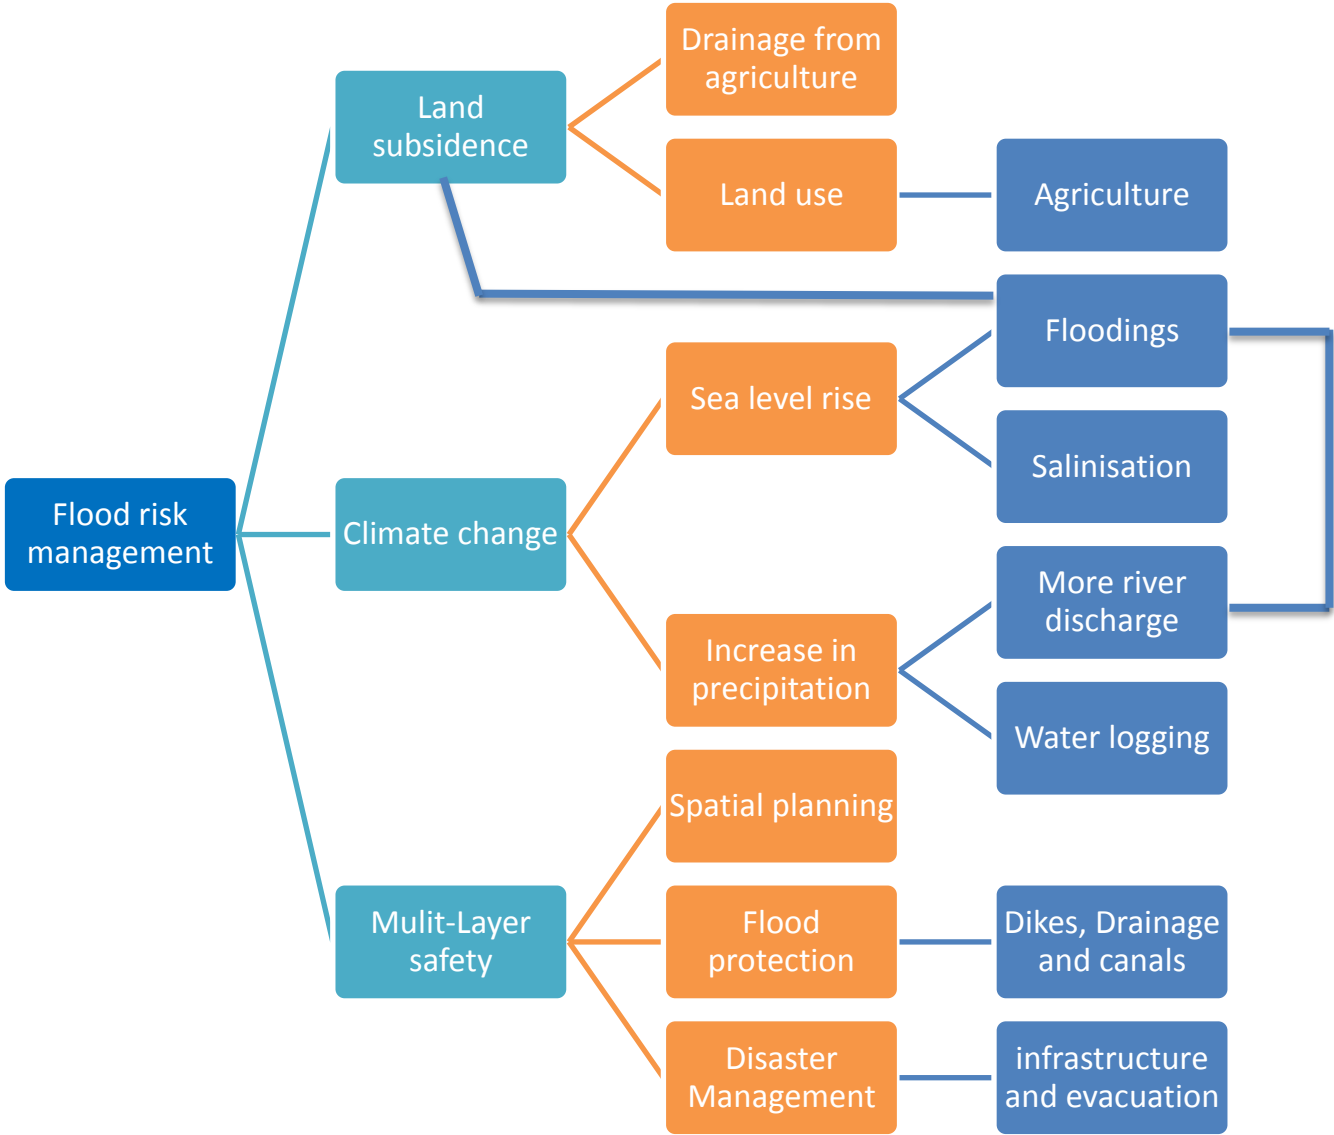 Drainage from
agriculture
Land
subsidence
Land use
Agriculture
Floodings
Sea level rise
Salinisation
Flood risk
management
Climate change
More river
discharge
Increase in
precipitation
Water logging
Spatial planning
Mulit-Layer
safety
Flood
protection
Dikes, Drainage
and canals
Disaster
Management
infrastructure
and evacuation